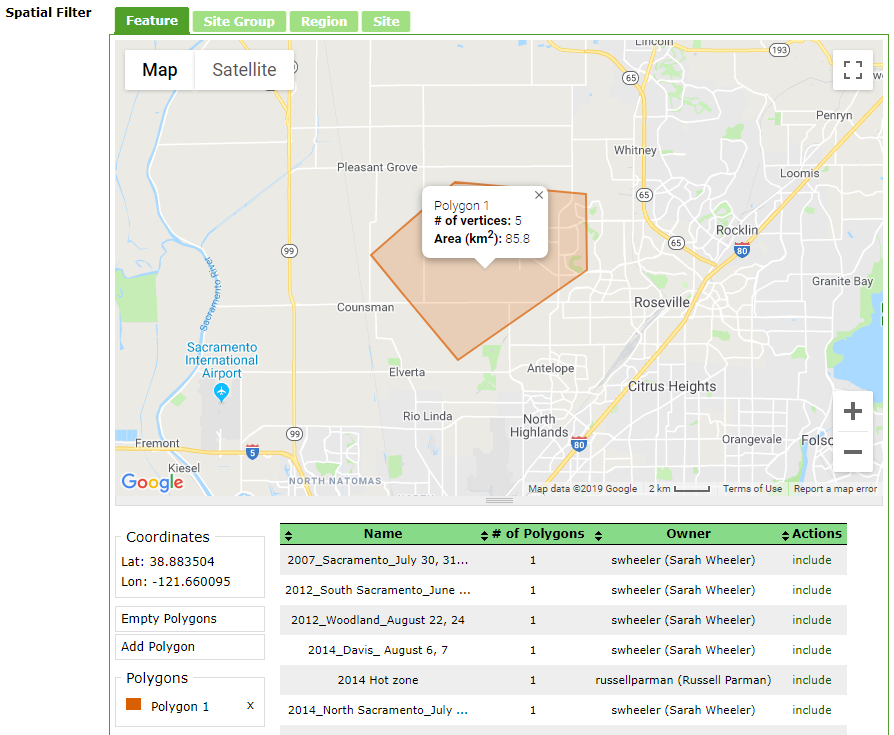 Spatial Filter
Feature
Site Group
Region
Site
Map
Satellite
Lincoln
193
65
Penryn
Whitney
Pleasant Grove
Loomis
Polygon 1
# of vertices: 5
Area (km2): 85.8
65
Rocklin
65
80
99
Granite Bay
Sacramento River
Counsman
Roseville
Sacramento
International
Airport
Elverta
Antelope
Citrus Heights
Rio Linda
North
Highlands
99
80
Orangevale
Folsc
Fremont
5
Kiesel
NORTH NATOMAS
Google
Map data ©2019 Google
2 km
Terms of Use
Report a map error
Coordinates
Lat: 38.883504
Lon: -121.660095
Empty Polygons
Add Polygon
Polygons
Polygon 1
x
Name
# of Polygons
Owner
Actions
2007_Sacramento_July 30, 31... 1 swheeler (Sarah Wheeler) include
2012_South Sacramento_June ... 1 swheeler (Sarah Wheeler) include
2012_Woodland_August 22, 24 1 swheeler (Sarah Wheeler) include
2014_Davis_ August 6, 7 1 swheeler (Sarah Wheeler) include
2014 Hot zone 1 russellparman (Russell Parman) include
2014_North Sacramento_July ... 1 swheeler (Sarah Wheeler) include